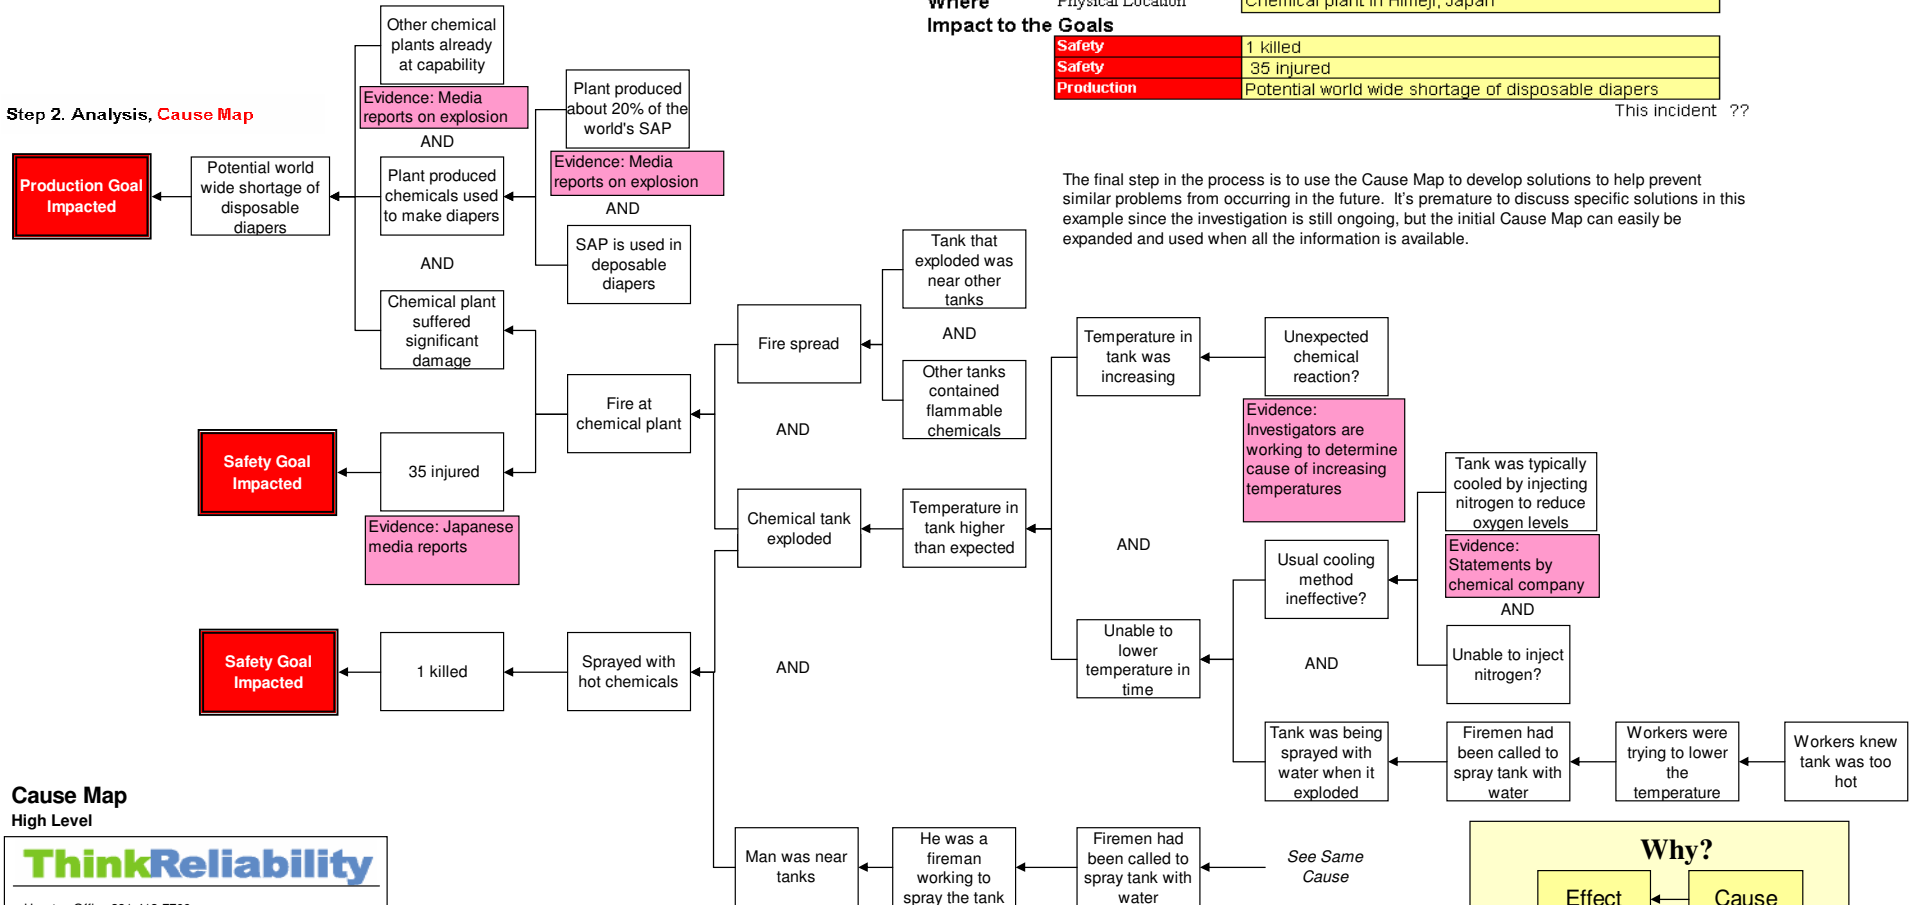 Where
Physical Location
Chemical plant in Himeji, Japan
Impact to the Goals
Safety
1 killed
Safety
35 injured
Production
Potential world wide shortage of disposable diapers
This incident ??
Step 2. Analysis, Cause Map
Other chemical
plants already
at capability
Evidence: Media
reports on explosion
AND
Plant produced
about 20% of the
world's SAP
Evidence: Media
reports on explosion
AND
SAP is used in
deposable
diapers
Production Goal
Impacted
Potential world
wide shortage of
disposable
diapers
Plant produced
chemicals used
to make diapers
AND
Chemical plant
suffered
significant
damage
The final step in the process is to use the Cause Map to develop solutions to help prevent
similar problems from occurring in the future. It's premature to discuss specific solutions in this
example since the investigation is still ongoing, but the initial Cause Map can easily be
expanded and used when all the information is available.
Tank that
exploded was
near other
tanks
AND
Other tanks
contained
flammable
chemicals
Fire spread
Fire at
chemical plant
AND
Temperature in
tank was
increasing
Unexpected
chemical
reaction?
Evidence:
Investigators are
working to determine
cause of increasing
temperatures
Safety Goal
Impacted
35 injured
Evidence: Japanese
media reports
Chemical tank
exploded
Temperature in
tank higher
than expected
AND
Tank was typically
cooled by injecting
nitrogen to reduce
oxygen levels
Evidence:
Statements by
chemical company
AND
Unable to inject
nitrogen?
Usual cooling
method
ineffective?
AND
Unable to
lower
temperature in
time
Safety Goal
Impacted
1 killed
Sprayed with
hot chemicals
AND
Tank was being
sprayed with
water when it
exploded
Firemen had
been called to
spray tank with
water
Workers were
trying to lower
the
temperature
Workers knew
tank was too
hot
Cause Map
High Level
ThinkReliability
Man was near
tanks
He was a
fireman
working to
spray the tank
Firemen had
been called to
spray tank with
water
See Same
Cause
Why?
Effect
Cause